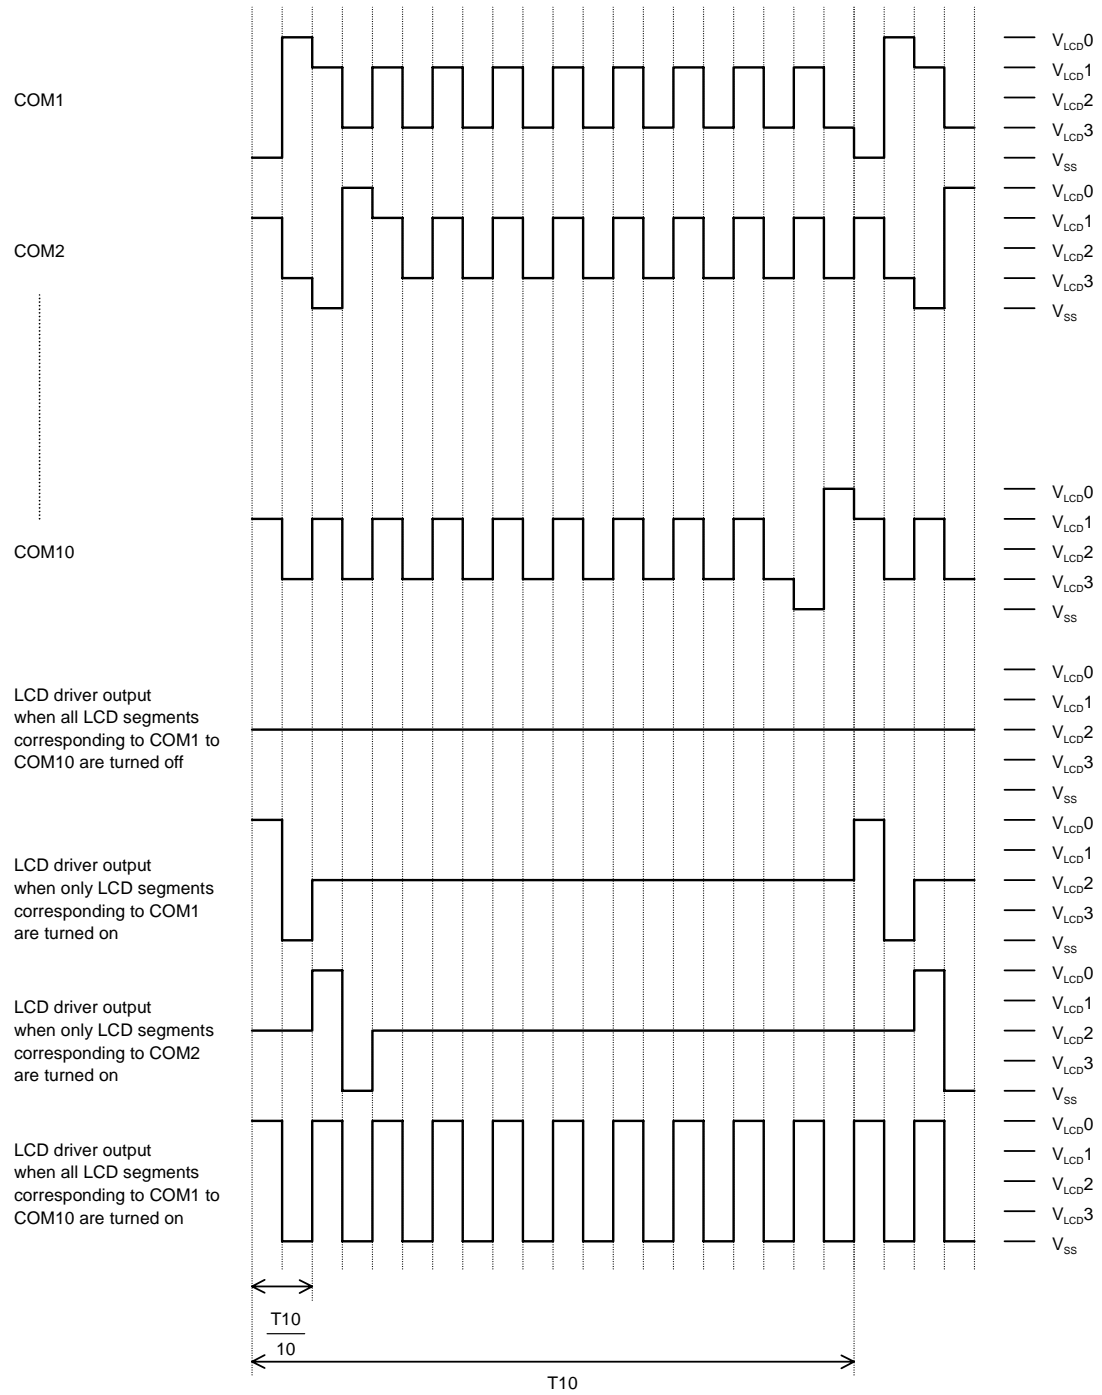 COM1
V_LCD0
V_LCD1
V_LCD2
V_LCD3
V_SS
COM2
V_LCD0
V_LCD1
V_LCD2
V_LCD3
V_SS
COM10
V_LCD0
V_LCD1
V_LCD2
V_LCD3
V_SS
LCD driver output
when all LCD segments
corresponding to COM1 to
COM10 are turned off
V_LCD0
V_LCD1
V_LCD2
V_LCD3
V_SS
LCD driver output
when only LCD segments
corresponding to COM1
are turned on
V_LCD0
V_LCD1
V_LCD2
V_LCD3
V_SS
LCD driver output
when only LCD segments
corresponding to COM2
are turned on
V_LCD0
V_LCD1
V_LCD2
V_LCD3
V_SS
LCD driver output
when all LCD segments
corresponding to COM1 to
COM10 are turned on
V_LCD0
V_LCD1
V_LCD2
V_LCD3
V_SS
T10
10
T10